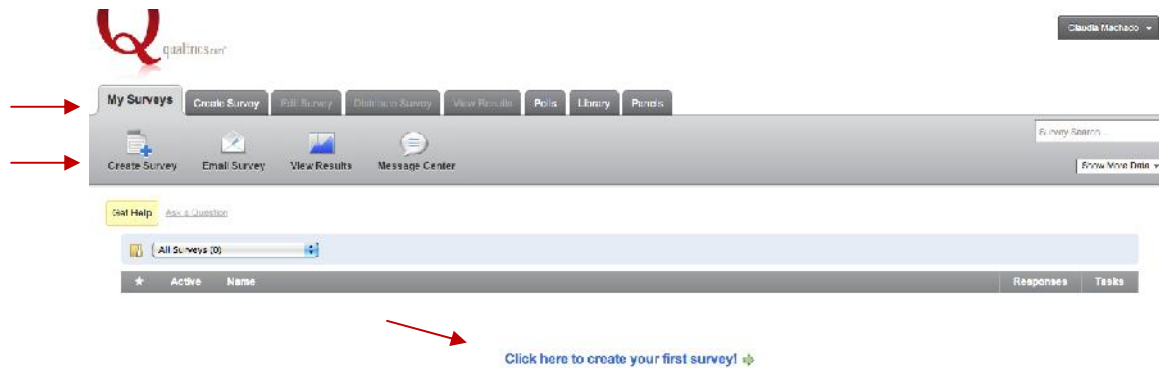 Q
qualtrics.com
Claudia Machado
My Surveys Create Survey Edit Survey Distribute Survey View Results Polls Library Panels
Survey Search...
Create Survey Email Survey View Results Message Center
Show More Data
Get Help Ask a Question
All Surveys (0)
★ Active Name Responses Tasks
Click here to create your first survey!